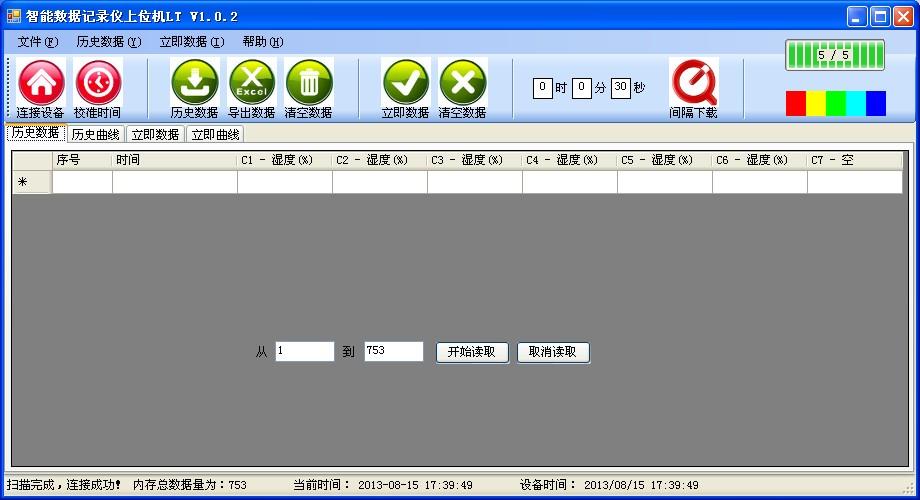 智能数据记录仪上位机LT V1.0.2
文件(F) 历史数据(Y) 立即数据(I) 帮助(H)
5 / 5
Excel
0 时 0 分 30 秒
连接设备 校准时间 历史数据 导出数据 清空数据 立即数据 清空数据 间隔下载
历史数据 历史曲线 立即数据 立即曲线
序号 时间 C1 - 湿度(%) C2 - 湿度(%) C3 - 湿度(%) C4 - 湿度(%) C5 - 湿度(%) C6 - 湿度(%) C7 - 空
*
从 1 到 753 开始读取 取消读取
扫描完成，连接成功! 内存总数据量为：753 当前时间： 2013-08-15 17:39:49 设备时间： 2013/08/15 17:39:49